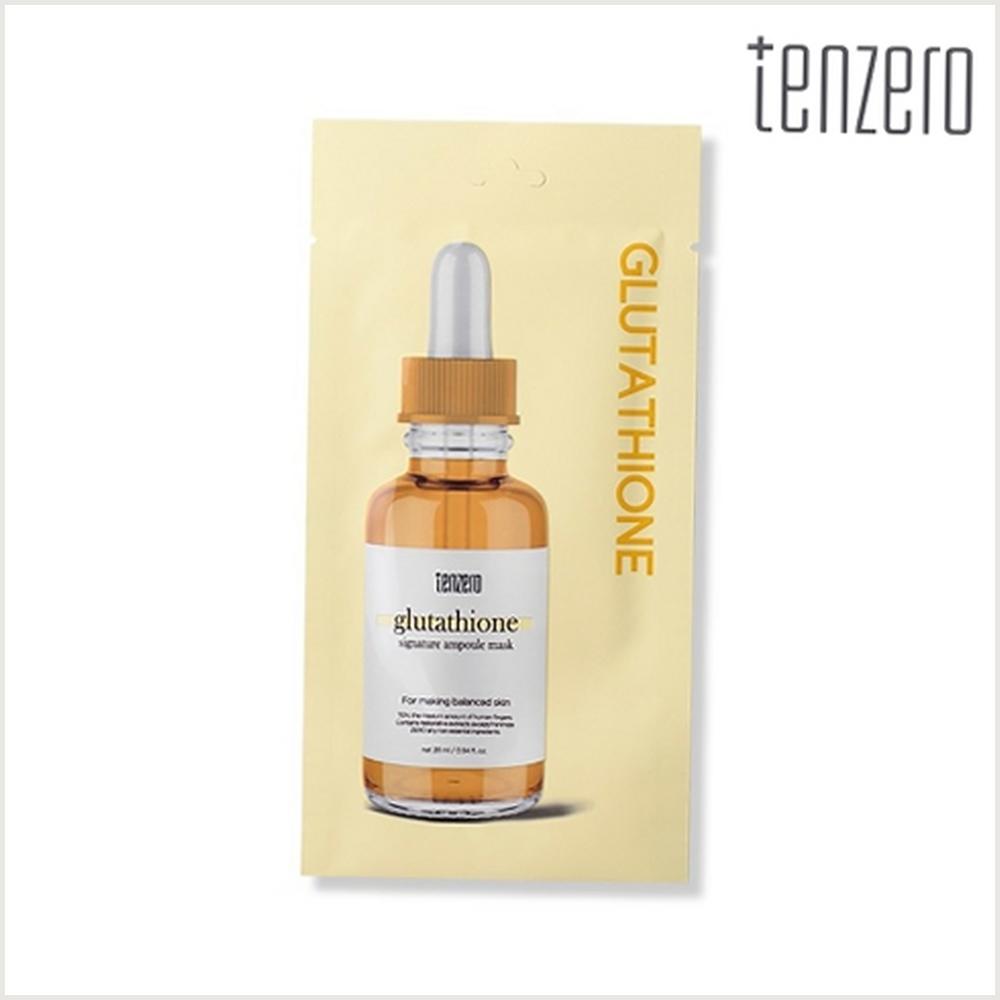 tenzero
GLUTATHIONE
tenzero
glutathione
signature ampoule mask
For making balanced skin